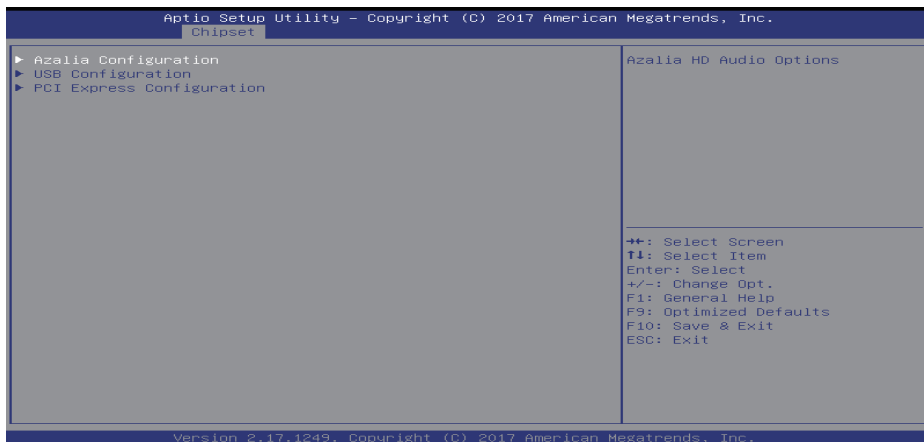 Aptio Setup Utility – Copyright (C) 2017 American Megatrends, Inc.
Chipset
► Azalia Configuration
► USB Configuration
► PCI Express Configuration
Azalia HD Audio Options
→←: Select Screen
↑↓: Select Item
Enter: Select
+/-: Change Opt.
F1: General Help
F9: Optimized Defaults
F10: Save & Exit
ESC: Exit
Version 2.17.1249. Copyright (C) 2017 American Megatrends, Inc.